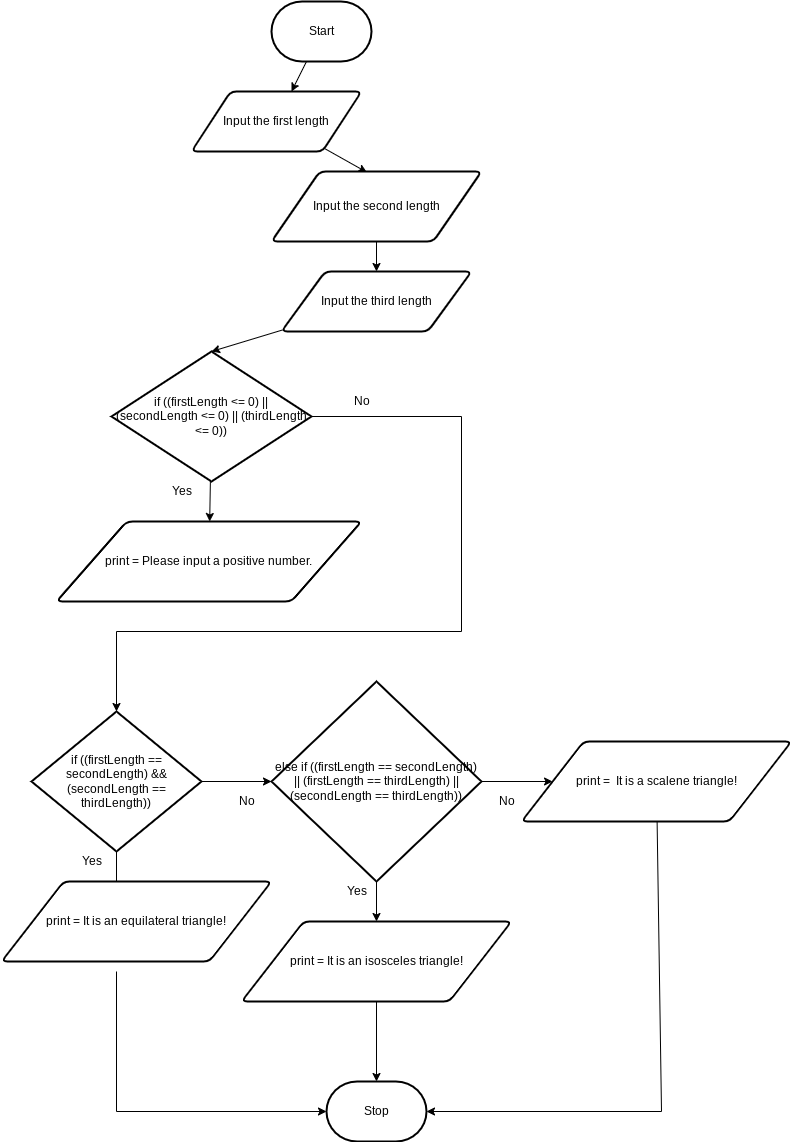 Start
Input the first length
Input the second length
Input the third length
if ((firstLength <= 0) ||
(secondLength <= 0) || (thirdLength
<= 0))
No
Yes
print = Please input a positive number.
if ((firstLength ==
secondLength) &&
(secondLength ==
thirdLength))
No
else if ((firstLength == secondLength)
|| (firstLength == thirdLength) ||
(secondLength == thirdLength))
No
print =  It is a scalene triangle!
Yes
print = It is an equilateral triangle!
Yes
print = It is an isosceles triangle!
Stop